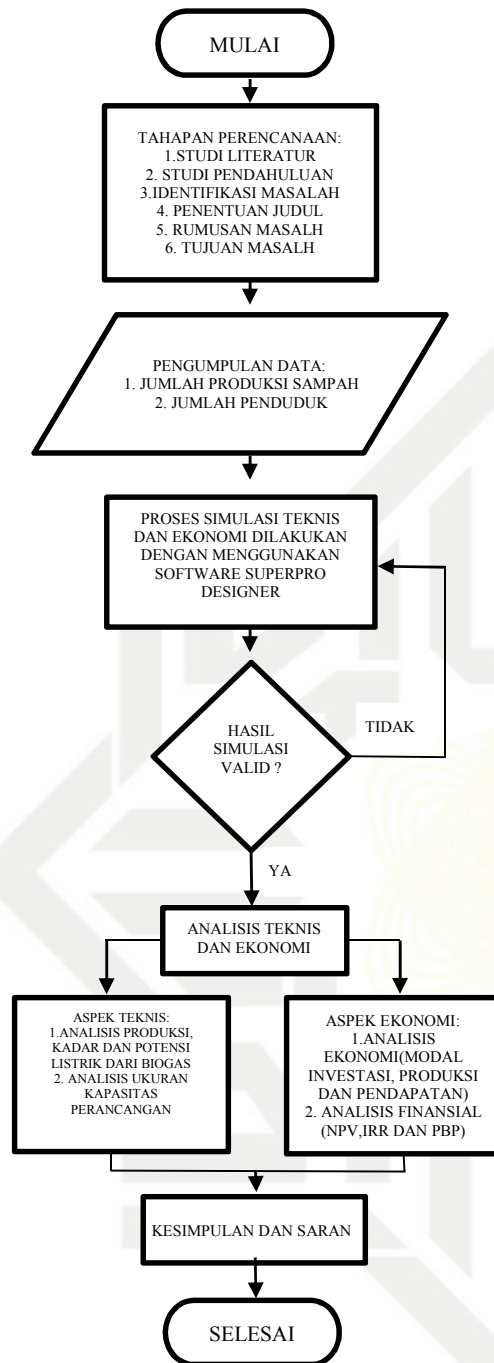 MULAI
TAHAPAN PERENCANAAN:
1.STUDI LITERATUR
2. STUDI PENDAHULUAN
3.IDENTIFIKASI MASALAH
4. PENENTUAN JUDUL
5. RUMUSAN MASALH
6. TUJUAN MASALH
PENGUMPULAN DATA:
1. JUMLAH PRODUKSI SAMPAH
2. JUMLAH PENDUDUK
PROSES SIMULASI TEKNIS
DAN EKONOMI DILAKUKAN
DENGAN MENGGUNAKAN
SOFTWARE SUPERPRO
DESIGNER
HASIL
SIMULASI
VALID ?
TIDAK
YA
ANALISIS TEKNIS
DAN EKONOMI
ASPEK TEKNIS:
1.ANALISIS PRODUKSI,
KADAR DAN POTENSI
LISTRIK DARI BIOGAS
2. ANALISIS UKURAN
KAPASITAS
PERANCANGAN
ASPEK EKONOMI:
1.ANALISIS
EKONOMI(MODAL
INVESTASI, PRODUKSI
DAN PENDAPATAN)
2. ANALISIS FINANSIAL
(NPV,IRR DAN PBP)
KESIMPULAN DAN SARAN
SELESAI